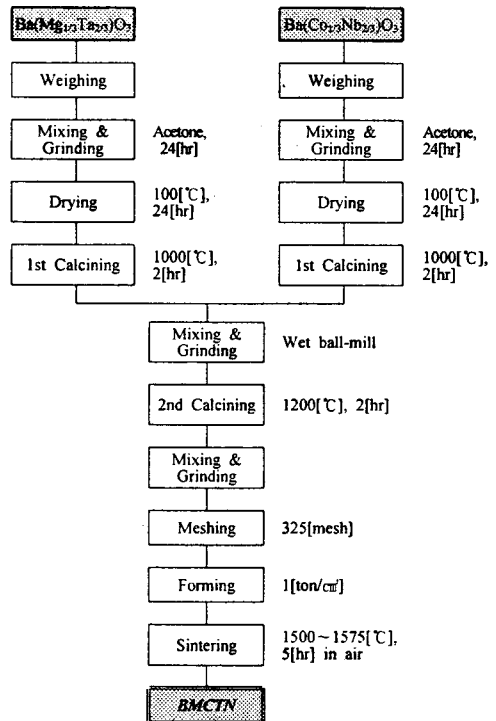 Ba(Mg1/3Ta2/3)O3
Weighing
Mixing &
Grinding
Acetone,
24[hr]
Drying
100[℃],
24[hr]
1st Calcining
1000[℃],
2[hr]
Ba(Co1/3Nb2/3)O3
Weighing
Mixing &
Grinding
Acetone,
24[hr]
Drying
100[℃],
24[hr]
1st Calcining
1000[℃],
2[hr]
Mixing &
Grinding
Wet ball-mill
2nd Calcining
1200[℃], 2[hr]
Mixing &
Grinding
Meshing
325[mesh]
Forming
1[ton/㎠]
Sintering
1500～1575[℃],
5[hr] in air
BMCTN